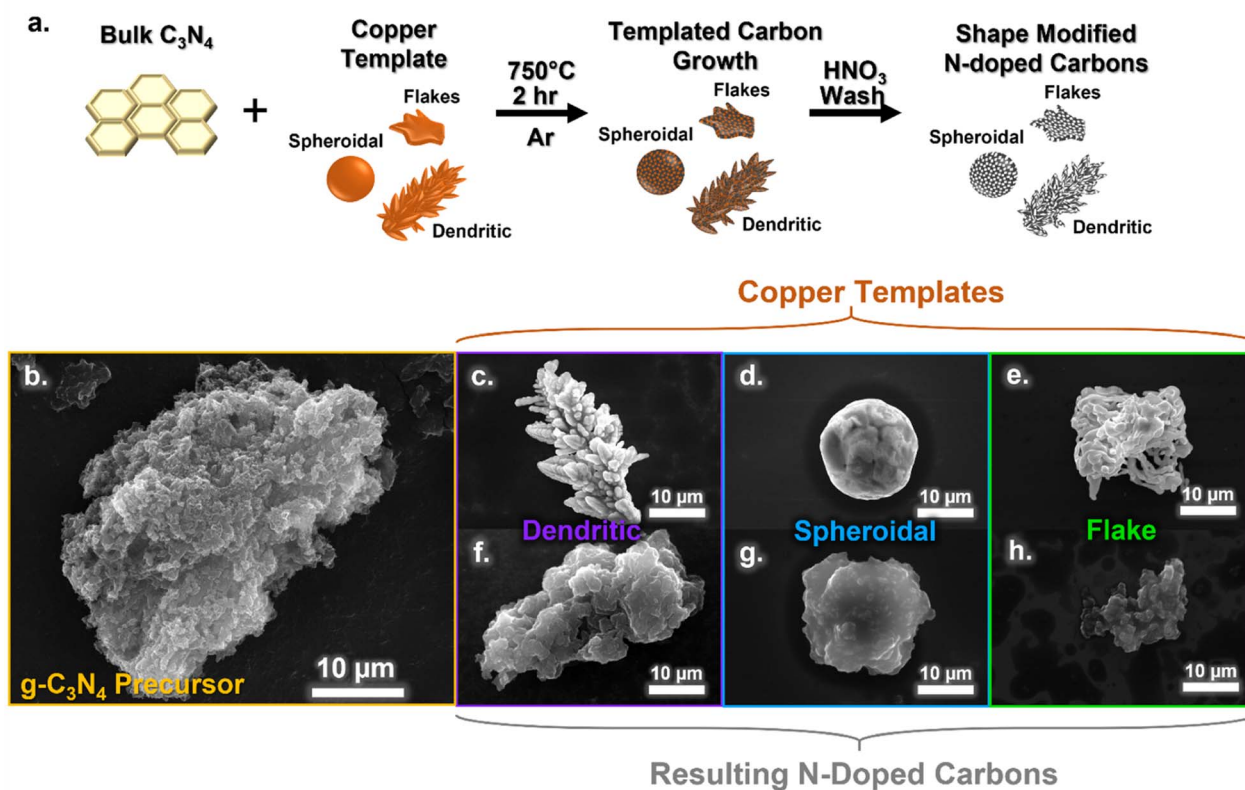 a.
Bulk C₃N₄
+
Copper
Template
Flakes
Spheroidal
Dendritic
750°C
2 hr
Ar
Templated Carbon
Growth
Flakes
Spheroidal
Dendritic
HNO₃
Wash
Shape Modified
N-doped Carbons
Flakes
Spheroidal
Dendritic
Copper Templates
b.
10 µm
g-C₃N₄ Precursor
c.
10 µm
d.
10 µm
e.
10 µm
Dendritic
Spheroidal
Flake
f.
10 µm
g.
10 µm
h.
10 µm
Resulting N-Doped Carbons